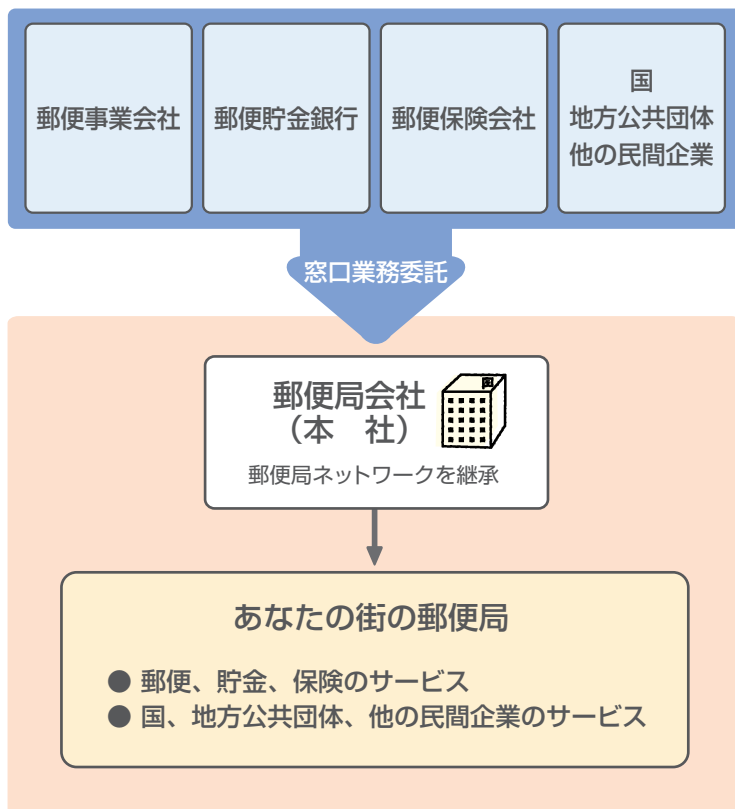 郵便事業会社
郵便貯金銀行
郵便保険会社
国
地方公共団体
他の民間企業
窓口業務委託
郵便局会社
（本　社）
郵便局ネットワークを継承
あなたの街の郵便局
● 郵便、貯金、保険のサービス
● 国、地方公共団体、他の民間企業のサービス